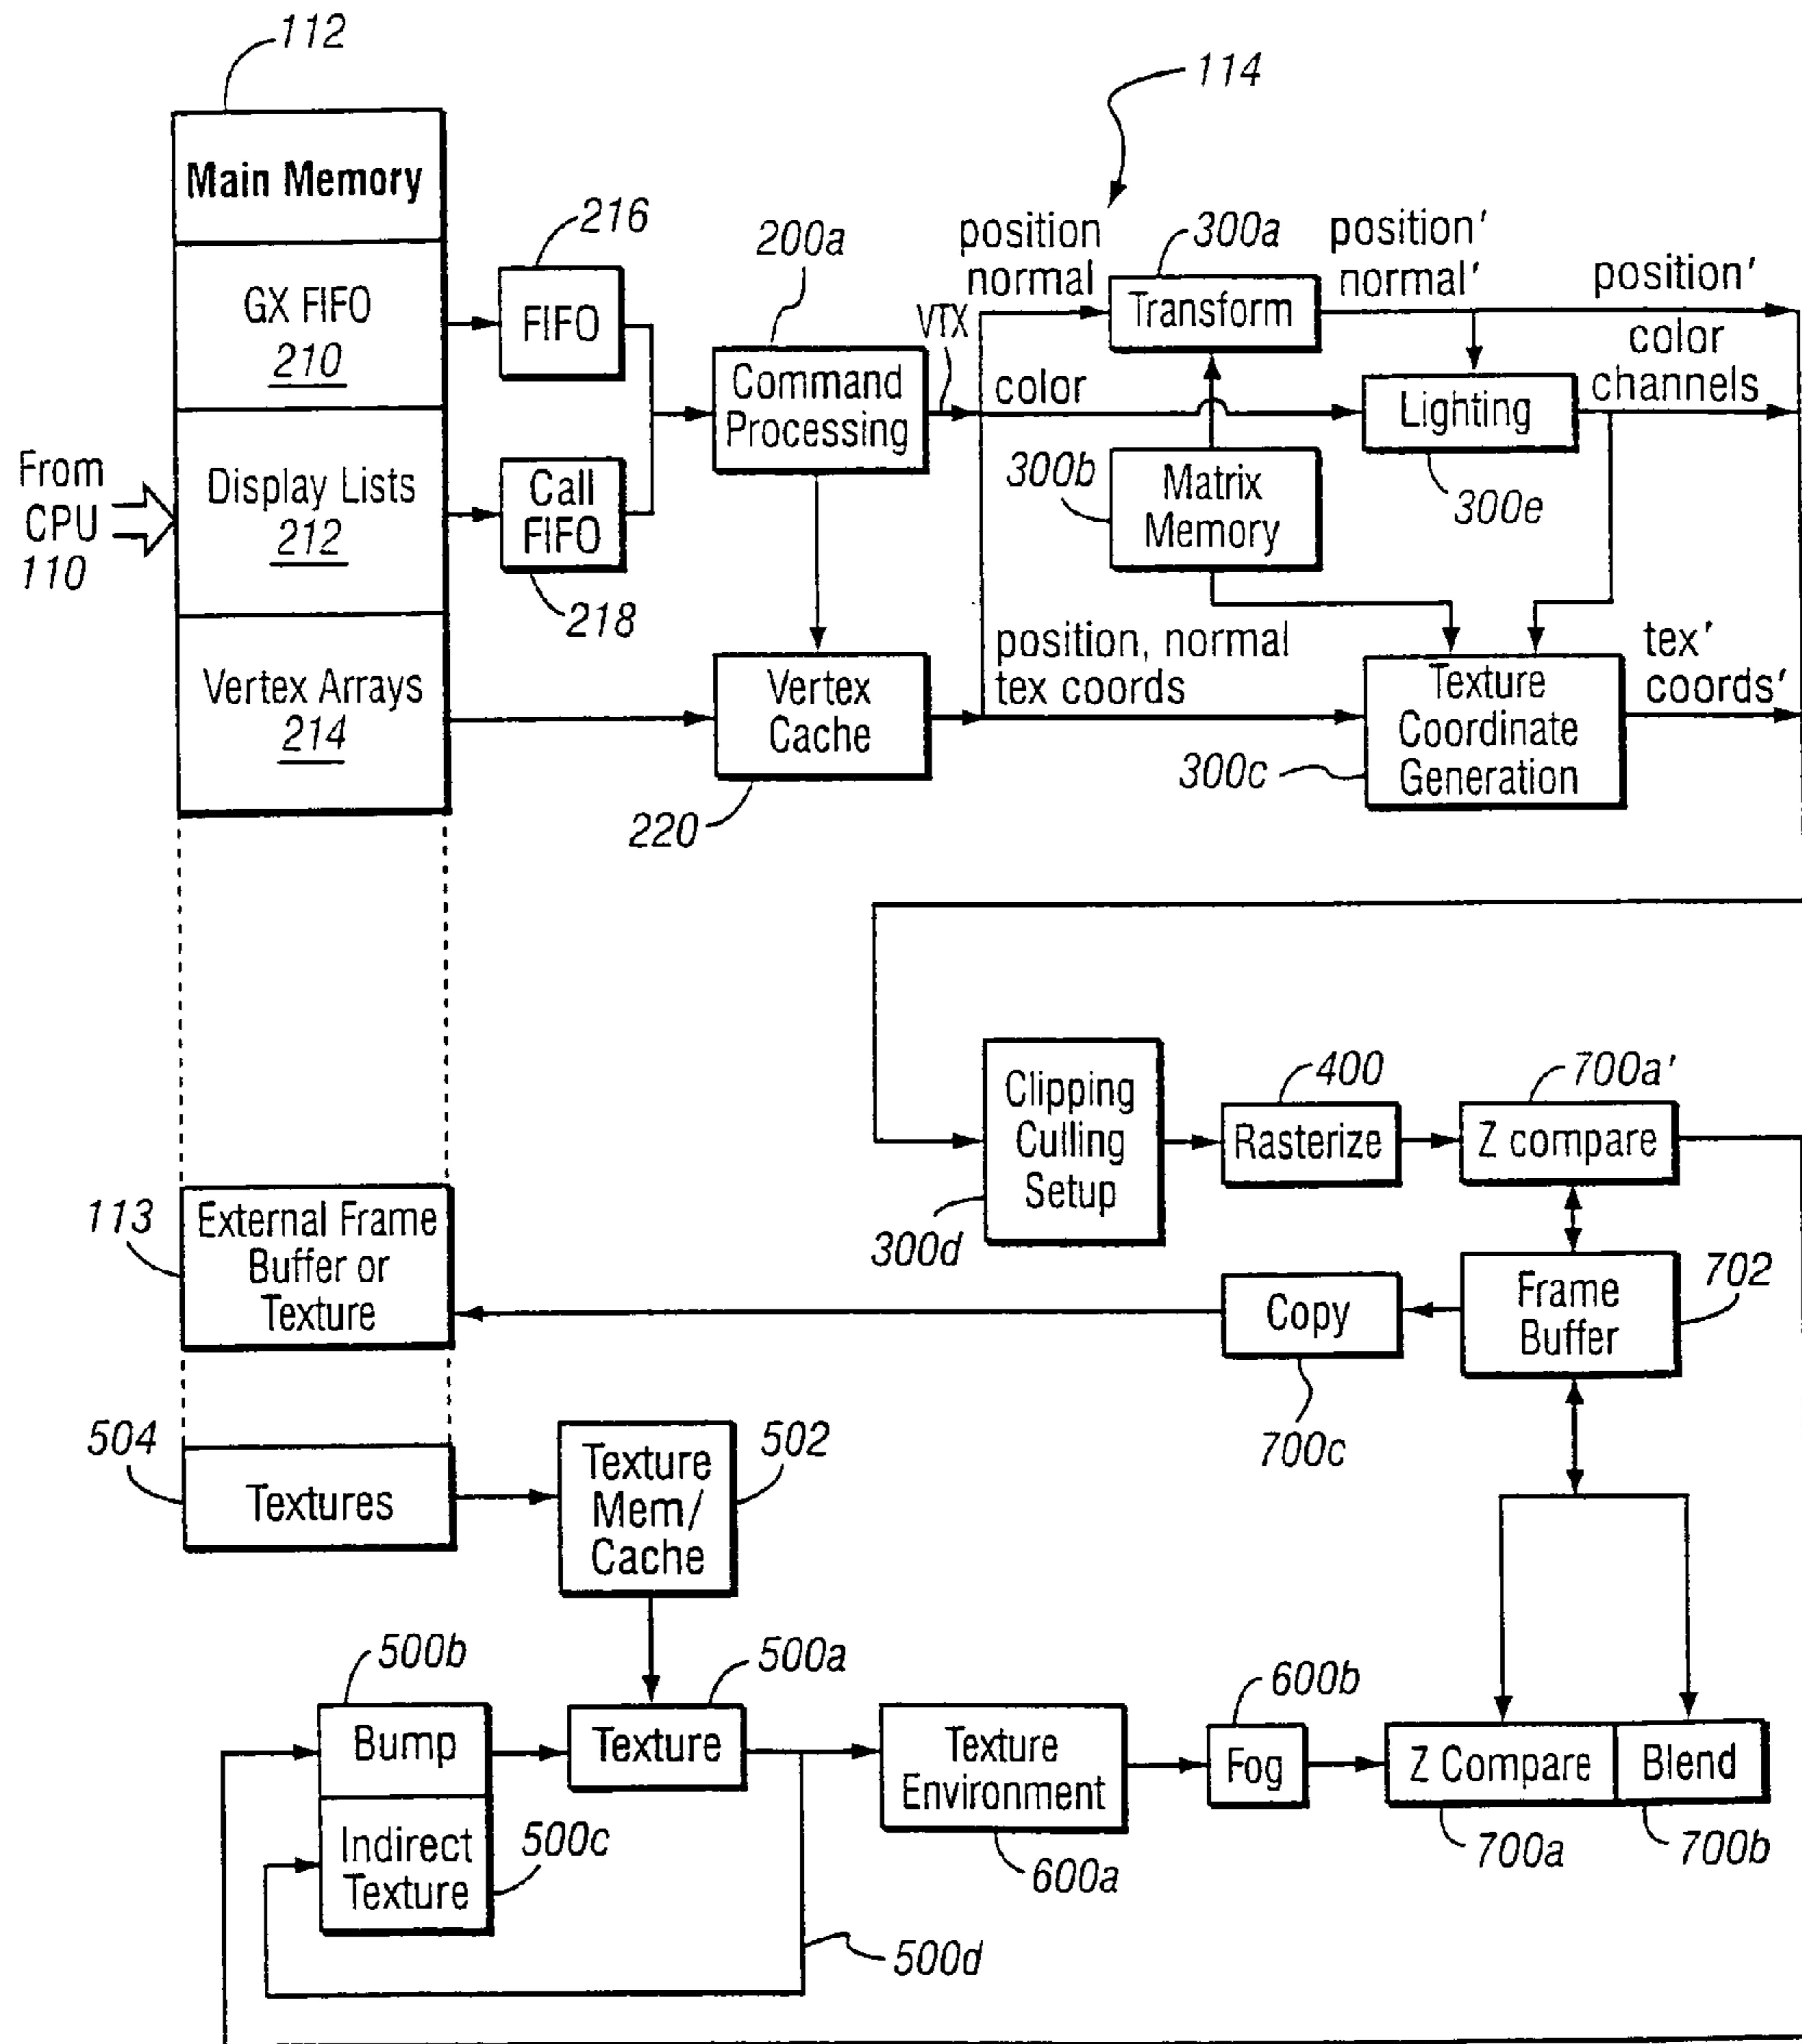 112
114
Main Memory
GX FIFO
210
Display Lists
212
Vertex Arrays
214
From
CPU
110
216
FIFO
Call
FIFO
218
200a
Command
Processing
VTX
Vertex
Cache
220
position
normal
300a
Transform
position'
normal'
position'
color
channels
color
Lighting
300e
300b
Matrix
Memory
position, normal
tex coords
Texture
Coordinate
Generation
300c
tex'
coords'
Clipping
Culling
Setup
300d
400
Rasterize
700a'
Z compare
113
External Frame
Buffer or
Texture
Copy
700c
Frame
Buffer
702
504
Textures
Texture
Mem/
Cache
502
500b
Bump
Indirect
Texture
500c
500a
Texture
500d
Texture
Environment
600a
600b
Fog
Z Compare
Blend
700a
700b